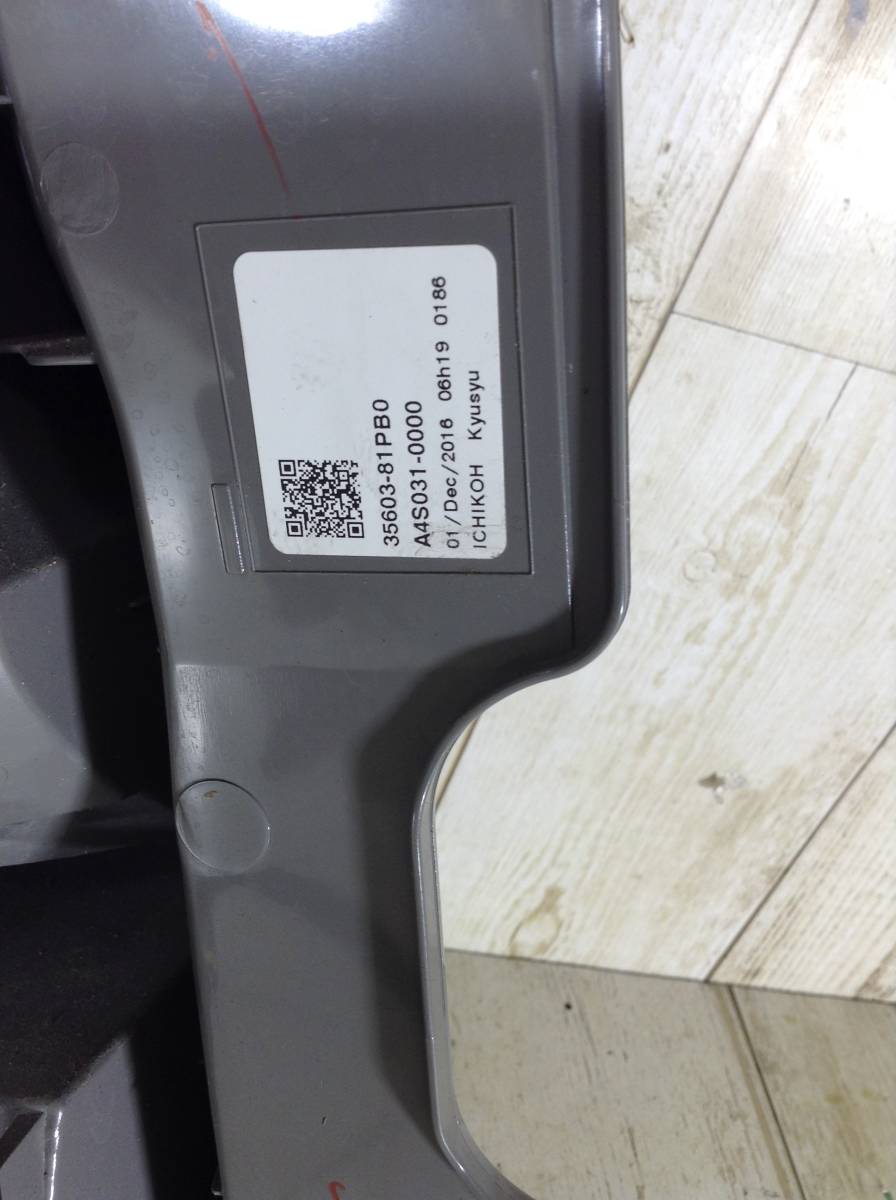 35603-81PB0
A4S031-0000
01/Dec/2016 06h19 0186
ICHIKOH Kyusyu